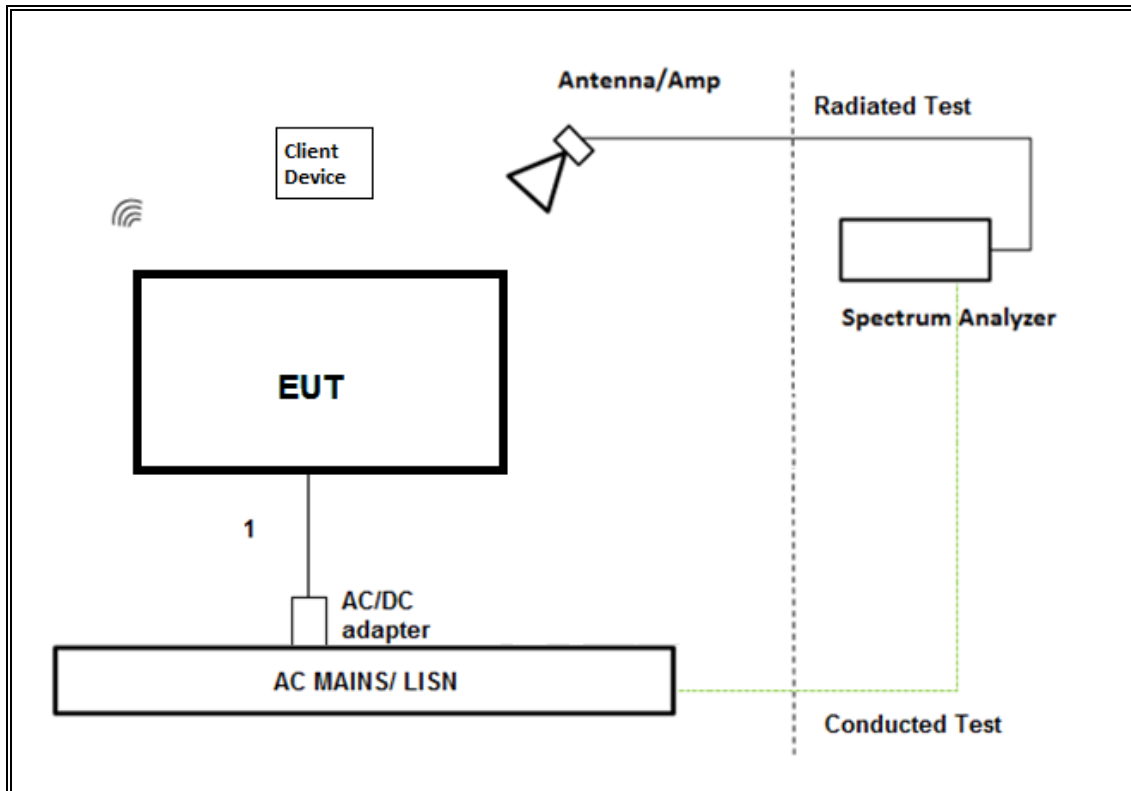 Antenna/Amp
Radiated Test
Client
Device
Spectrum Analyzer
EUT
1
AC/DC
adapter
AC MAINS/ LISN
Conducted Test